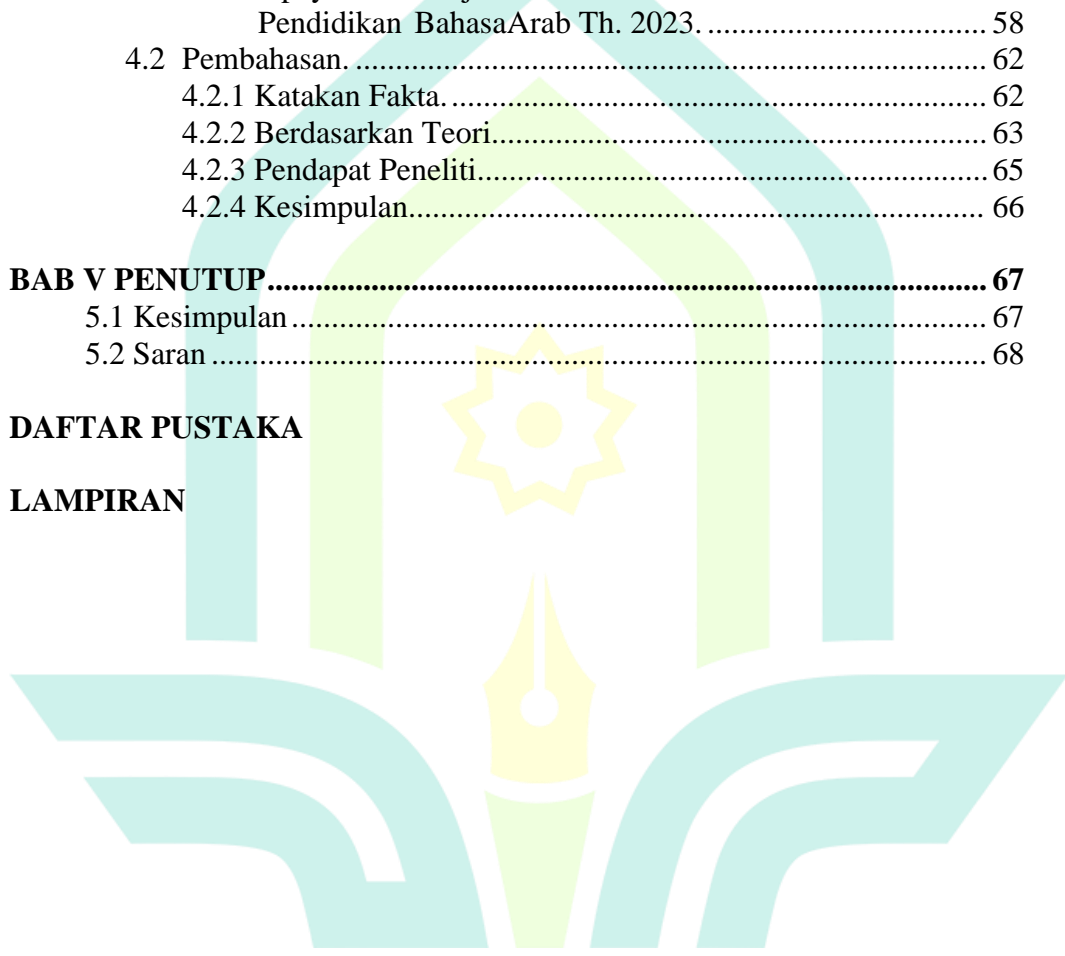 Pendidikan BahasaArab Th. 2023. .................................. 58
4.2 Pembahasan. ............................................................................ 62
4.2.1 Katakan Fakta. ................................................................. 62
4.2.2 Berdasarkan Teori............................................................ 63
4.2.3 Pendapat Peneliti.............................................................. 65
4.2.4 Kesimpulan...................................................................... 66
BAB V PENUTUP....................................................................................... 67
5.1 Kesimpulan .................................................................................... 67
5.2 Saran .............................................................................................. 68
DAFTAR PUSTAKA
LAMPIRAN